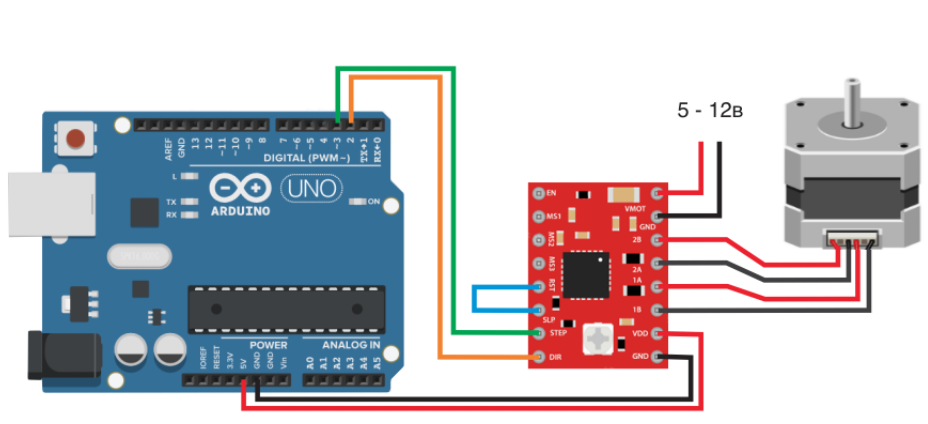 5 - 12в
AREF
GND
13
12
~11
~10
~9
8
7
~6
~5
4
~3
2
TX→1
RX←0
DIGITAL (PWM~)
L
TX
RX
UNO
ON
ARDUINO
POWER
ANALOG IN
IOREF
RESET
3.3V
5V
GND
GND
Vin
A0
A1
A2
A3
A4
A5
EN
MS1
MS2
MS3
RST
SLP
STEP
DIR
VMOT
GND
2B
2A
1A
1B
VDD
GND